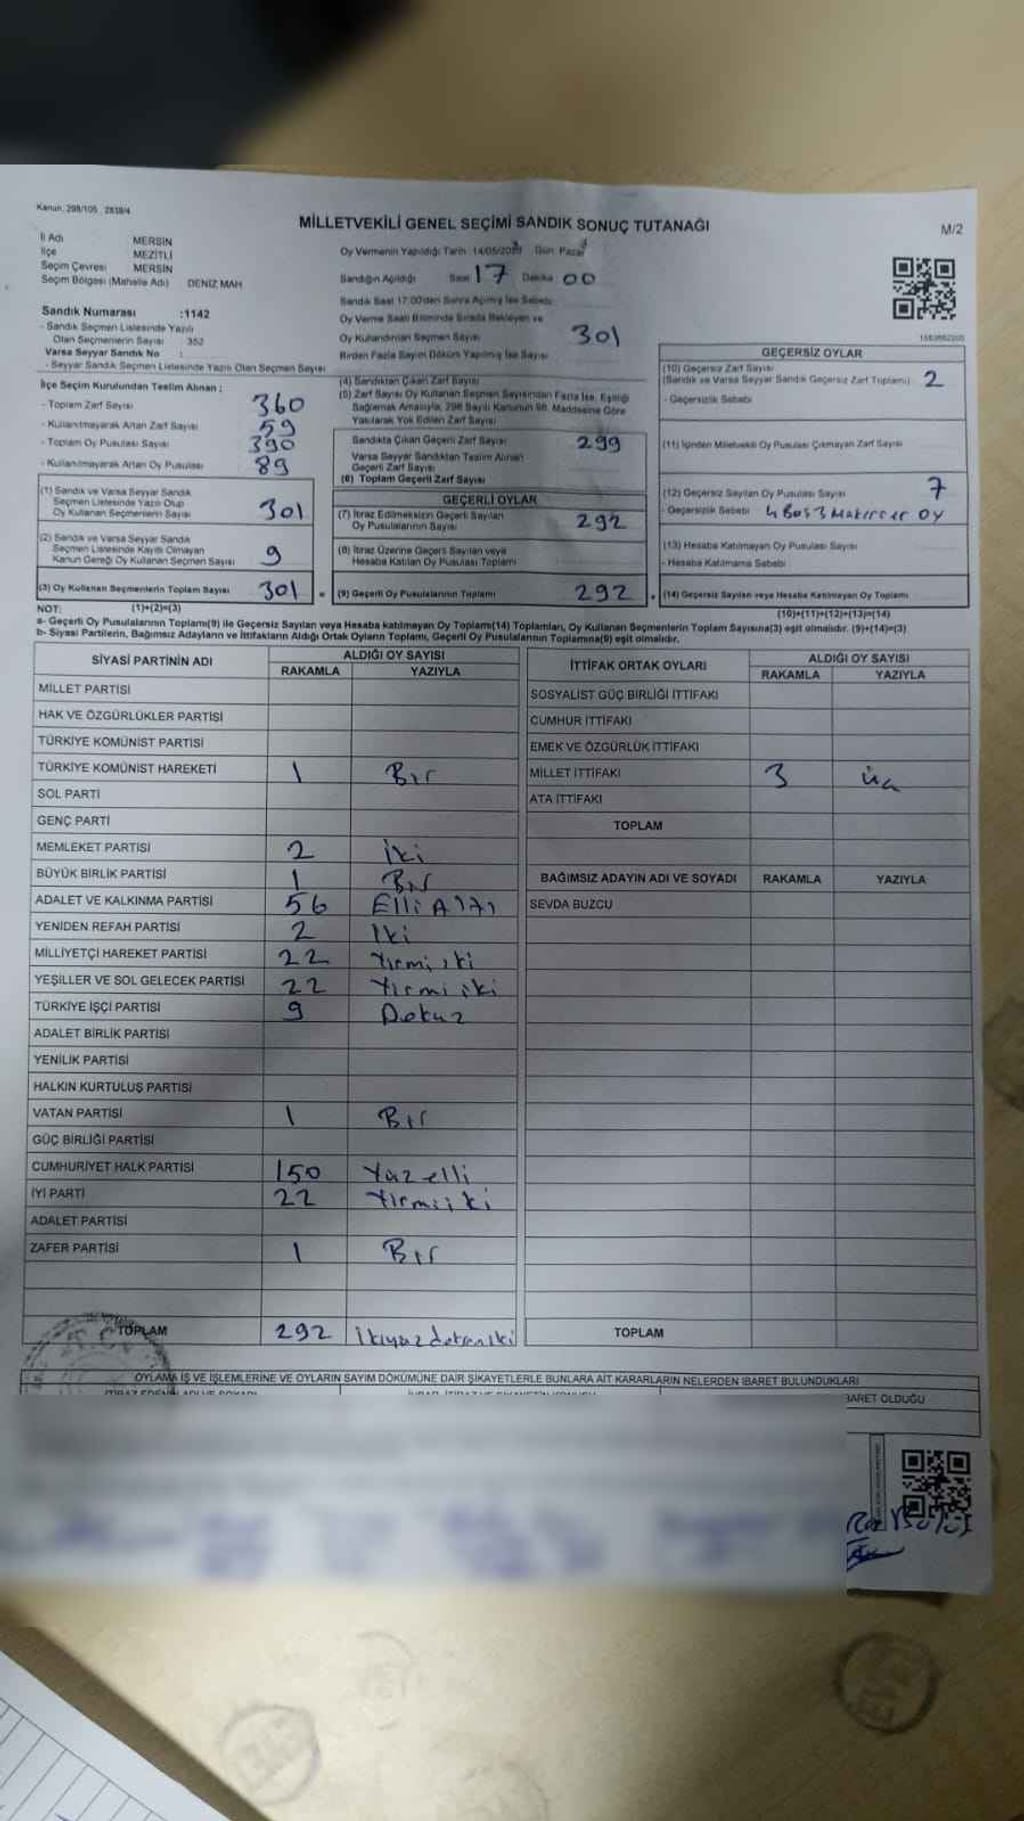 Kanun: 298/105, 2839/4
MİLLETVEKİLİ GENEL SEÇİMİ SANDIK SONUÇ TUTANAĞI
M/2
İl Adı MERSİN
İlçe MEZİTLİ
Seçim Çevresi MERSİN
Seçim Bölgesi (Mahalle Adı) DENİZ MAH
Sandık Numarası :1142
- Sandık Seçmen Listesinde Yazılı
Olan Seçmenlerin Sayısı 352
Varsa Seyyar Sandık No :
- Seyyar Sandık Seçmen Listesinde Yazılı Olan Seçmen Sayısı
Oy Vermenin Yapıldığı Tarih 14/05/2023 Gün: Pazar
Sandığın Açıldığı Saat 17 Dakika 00
Sandık Saat 17:00'den Sonra Açılmış İse Sebebi
Oy Verme Saati Bitiminde Sırada Bekleyen ve
Oy Kullandırılan Seçmen Sayısı 301
Birden Fazla Sayım Döküm Yapılmış İse Sayısı
İlçe Seçim Kurulundan Teslim Alınan :
- Toplam Zarf Sayısı 360
- Kullanılmayarak Artan Zarf Sayısı 59
- Toplam Oy Pusulası Sayısı 390
- Kullanılmayarak Artan Oy Pusulası 89
(1) Sandık ve Varsa Seyyar Sandık
Seçmen Listesinde Yazılı Olup
Oy Kullanan Seçmenlerin Sayısı 301
(2) Sandık ve Varsa Seyyar Sandık
Seçmen Listesinde Kayıtlı Olmayan
Kanun Gereği Oy Kullanan Seçmen Sayısı 9
(3) Oy Kullanan Seçmenlerin Toplam Sayısı 301 =
(1)+(2)=(3)
(4) Sandıktan Çıkan Zarf Sayısı
(5) Zarf Sayısı Oy Kullanan Seçmen Sayısından Fazla İse, Eşitliği
Sağlamak Amacıyla, 298 Sayılı Kanunun 98. Maddesine Göre
Yakılarak Yok Edilen Zarf Sayısı
Sandıkta Çıkan Geçerli Zarf Sayısı 299
Varsa Seyyar Sandıktan Teslim Alınan
Geçerli Zarf Sayısı
(6) Toplam Geçerli Zarf Sayısı
GEÇERLİ OYLAR
(7) İtiraz Edilmeksizin Geçerli Sayılan
Oy Pusulalarının Sayısı 292
(8) İtiraz Üzerine Geçerli Sayılan veya
Hesaba Katılan Oy Pusulası Toplamı
(9) Geçerli Oy Pusulalarının Toplamı 292
GEÇERSİZ OYLAR
(10) Geçersiz Zarf Sayısı
(Sandık ve Varsa Seyyar Sandık Geçersiz Zarf Toplamı) 2
- Geçersizlik Sebebi
(11) İçinden Milletvekili Oy Pusulası Çıkmayan Zarf Sayısı
(12) Geçersiz Sayılan Oy Pusulası Sayısı 7
- Geçersizlik Sebebi 4 Boş 3 OY
(13) Hesaba Katılmayan Oy Pusulası Sayısı
- Hesaba Katılmama Sebebi
(14) Geçersiz Sayılan veya Hesaba Katılmayan Oy Toplamı
(10)+(11)+(12)+(13)=(14)
NOT:
a- Geçerli Oy Pusulalarının Toplamı(9) ile Geçersiz Sayılan veya Hesaba katılmayan Oy Toplam(14) Toplamları, Oy Kullanan Seçmenlerin Toplam Sayısına(3) eşit olmalıdır. (9)+(14)=(3)
b- Siyasi Partilerin, Bağımsız Adayların ve İttifakların Aldığı Ortak Oyların Toplamı, Geçerli Oy Pusulalarının Toplamına(9) eşit olmalıdır.
SİYASİ PARTİNİN ADI ALDIĞI OY SAYISI
RAKAMLA YAZIYLA
MİLLET PARTİSİ
HAK VE ÖZGÜRLÜKLER PARTİSİ
TÜRKİYE KOMÜNİST PARTİSİ
TÜRKİYE KOMÜNİST HAREKETİ 1 Bir
SOL PARTİ
GENÇ PARTİ
MEMLEKET PARTİSİ 2 İki
BÜYÜK BİRLİK PARTİSİ 1 Bir
ADALET VE KALKINMA PARTİSİ 56 Elli Altı
YENİDEN REFAH PARTİSİ 2 İki
MİLLİYETÇİ HAREKET PARTİSİ 22 Yirmi iki
YEŞİLLER VE SOL GELECEK PARTİSİ 22 Yirmi iki
TÜRKİYE İŞÇİ PARTİSİ 9 Dokuz
ADALET BİRLİK PARTİSİ
YENİLİK PARTİSİ
HALKIN KURTULUŞ PARTİSİ
VATAN PARTİSİ 1 Bir
GÜÇ BİRLİĞİ PARTİSİ
CUMHURİYET HALK PARTİSİ 150 Yüz elli
İYİ PARTİ 22 Yirmi iki
ADALET PARTİSİ
ZAFER PARTİSİ 1 Bir
TOPLAM 292 İkiyüz doksan iki
İTTİFAK ORTAK OYLARI ALDIĞI OY SAYISI
RAKAMLA YAZIYLA
SOSYALİST GÜÇ BİRLİĞİ İTTİFAKI
CUMHUR İTTİFAKI
EMEK VE ÖZGÜRLÜK İTTİFAKI
MİLLET İTTİFAKI 3 üç
ATA İTTİFAKI
TOPLAM
BAĞIMSIZ ADAYIN ADI VE SOYADI RAKAMLA YAZIYLA
SEVDA BUZCU
TOPLAM
OYLAMA İŞ VE İŞLEMLERİNE VE OYLARIN SAYIM DÖKÜMÜNE DAİR ŞİKAYETLERLE BUNLARA AİT KARARLARIN NELERDEN İBARET BULUNDUKLARI
BARET OLDUĞU